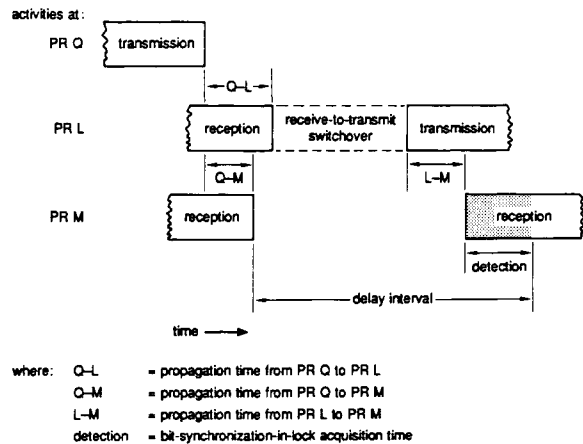 activities at:
PR Q
transmission
Q–L
PR L
reception
receive-to-transmit
switchover
transmission
Q–M
L–M
PR M
reception
reception
detection
delay interval
time
where: Q–L = propagation time from PR Q to PR L
Q–M = propagation time from PR Q to PR M
L–M = propagation time from PR L to PR M
detection = bit-synchronization-in-lock acquisition time